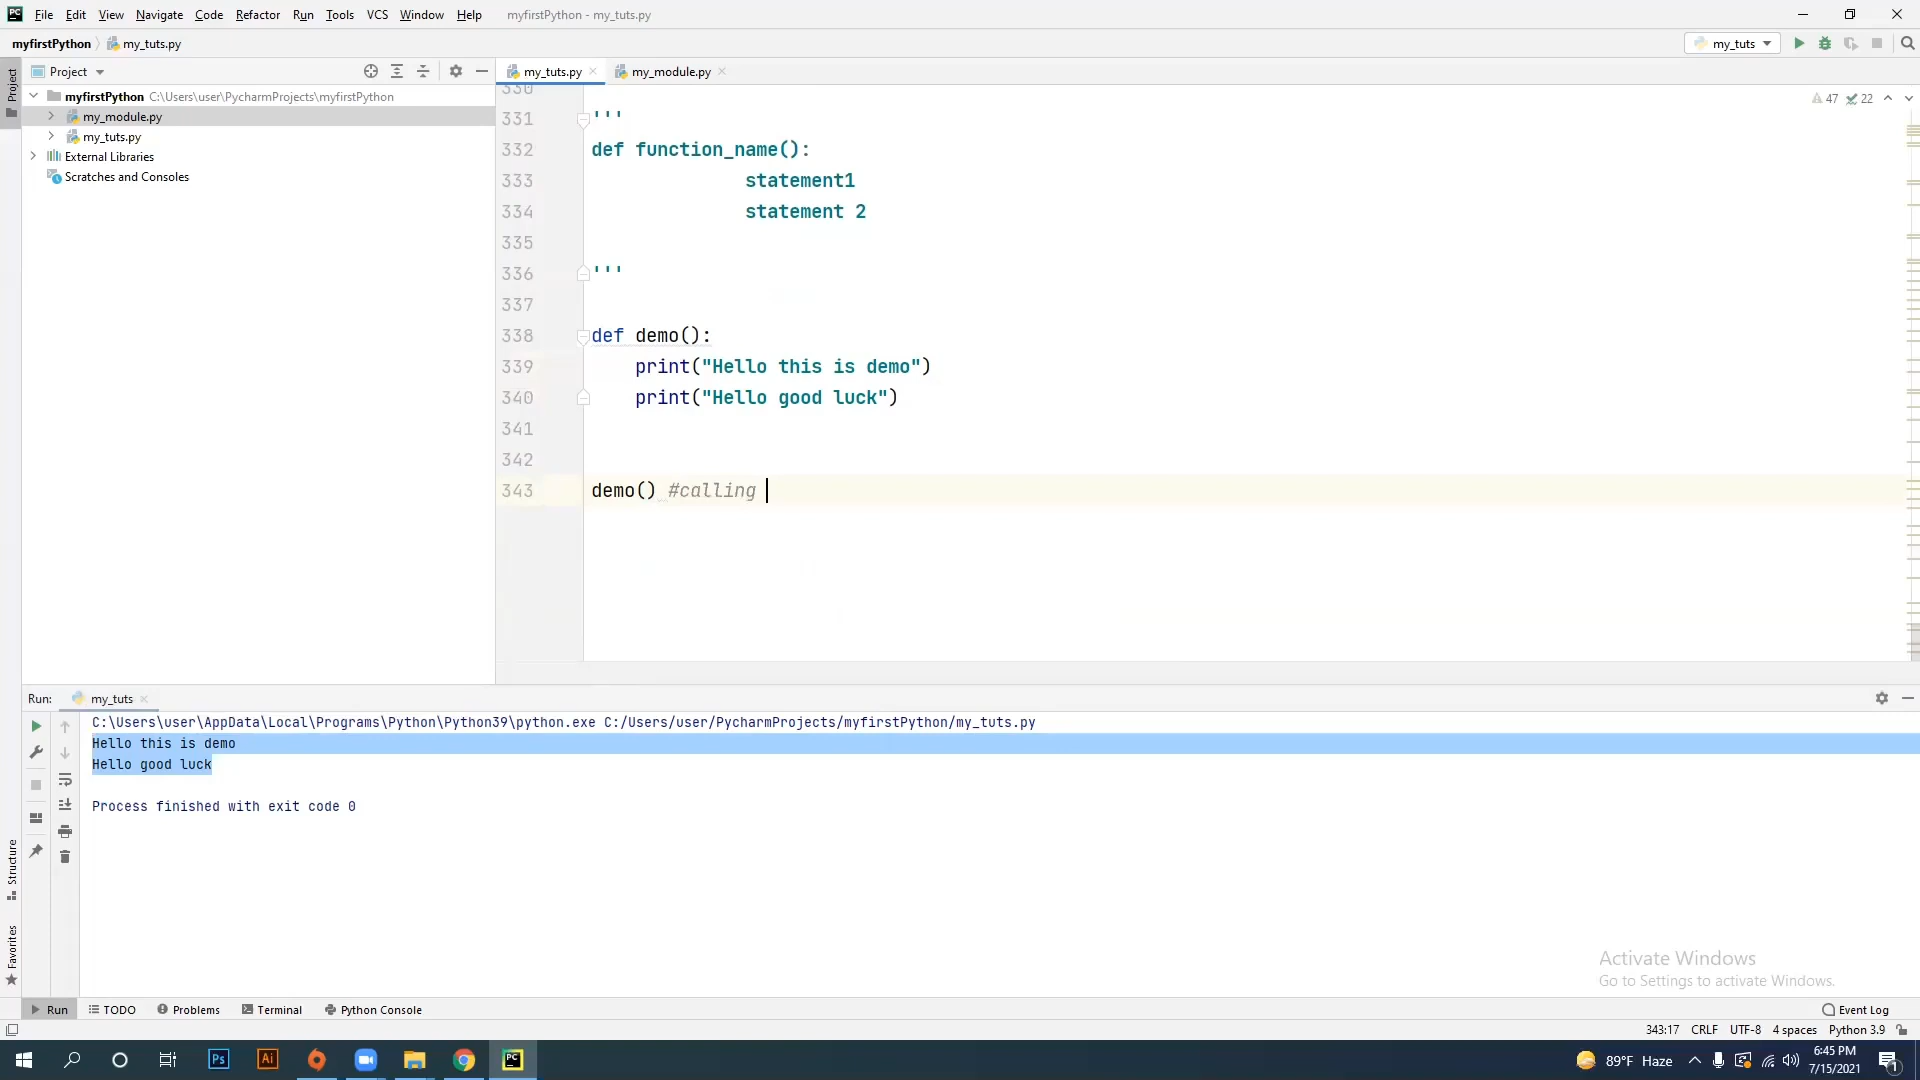 PC File Edit View Navigate Code Refactor Run Tools VCS Window Help myfirstPython - my_tuts.py
myfirstPython my_tuts.py my_tuts
Project Project my_tuts.py my_module.py
myfirstPython C:\Users\user\PycharmProjects\myfirstPython
my_module.py
my_tuts.py
External Libraries
Scratches and Consoles
47 22
330
331 '''
332 def function_name():
333 statement1
334 statement 2
335
336 '''
337
338 def demo():
339 print("Hello this is demo")
340 print("Hello good luck")
341
342
343 demo() #calling
Run: my_tuts
C:\Users\user\AppData\Local\Programs\Python\Python39\python.exe C:/Users/user/PycharmProjects/myfirstPython/my_tuts.py
Hello this is demo
Hello good luck
Process finished with exit code 0
Structure
Favorites
Activate Windows
Go to Settings to activate Windows.
Run TODO Problems Terminal Python Console Event Log
343:17 CRLF UTF-8 4 spaces Python 3.9
Ps Ai PC 89°F Haze 6:45 PM
7/15/2021 1